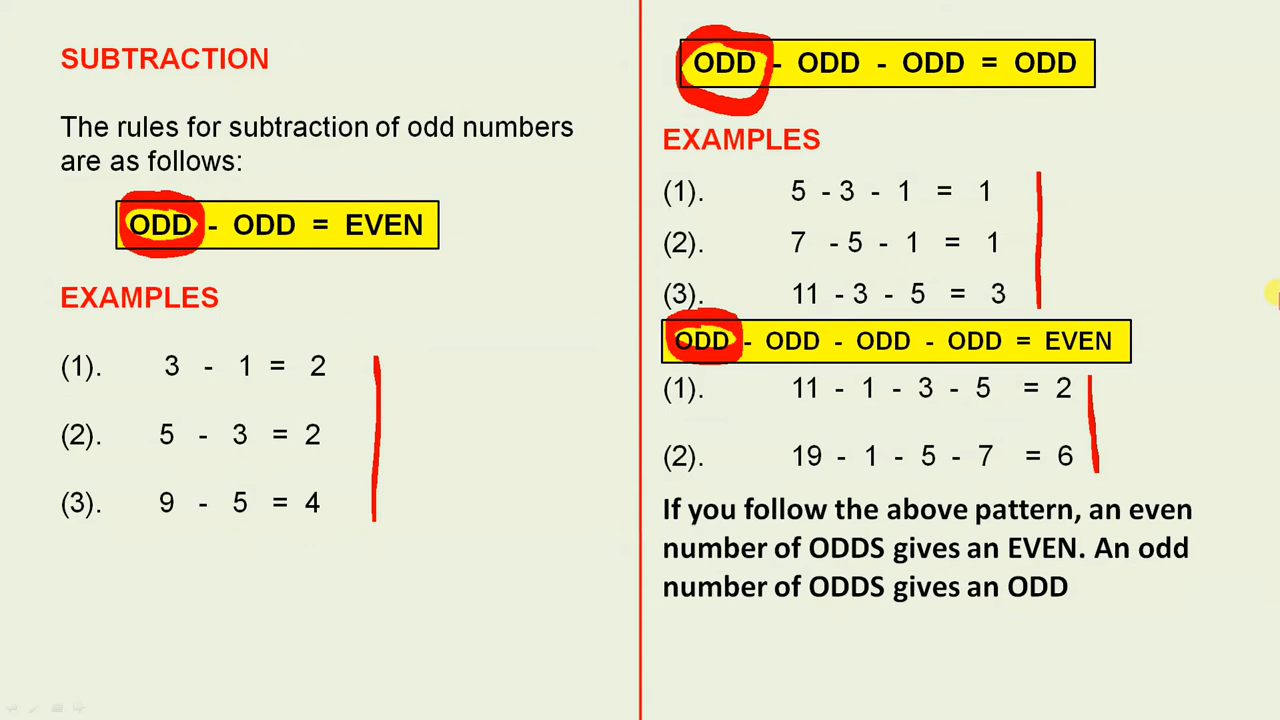 SUBTRACTION
The rules for subtraction of odd numbers
are as follows:
ODD - ODD = EVEN
EXAMPLES
(1). 3 - 1 = 2
(2). 5 - 3 = 2
(3). 9 - 5 = 4
ODD - ODD - ODD = ODD
EXAMPLES
(1). 5 - 3 - 1 = 1
(2). 7 - 5 - 1 = 1
(3). 11 - 3 - 5 = 3
ODD - ODD - ODD - ODD = EVEN
(1). 11 - 1 - 3 - 5 = 2
(2). 19 - 1 - 5 - 7 = 6
If you follow the above pattern, an even
number of ODDS gives an EVEN. An odd
number of ODDS gives an ODD